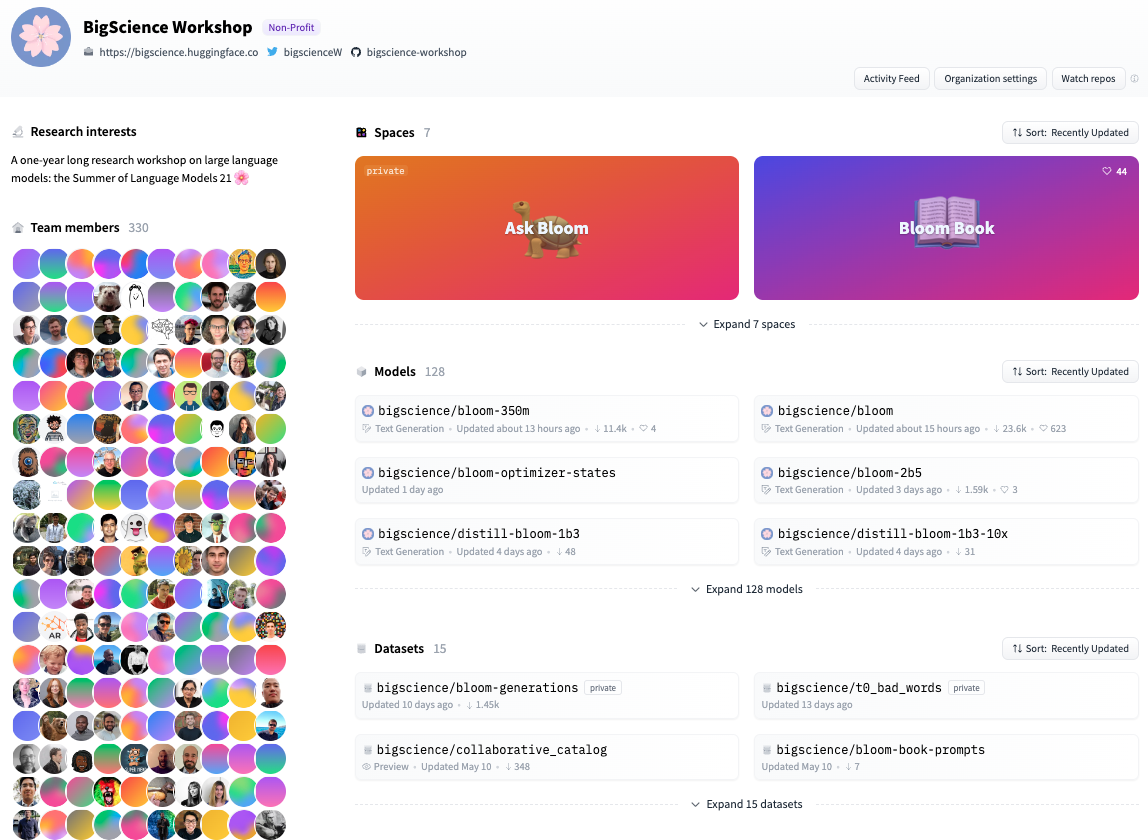 BigScience Workshop Non-Profit
https://bigscience.huggingface.co bigscienceW bigscience-workshop
Activity Feed Organization settings Watch repos
Research interests
A one-year long research workshop on large language
models: the Summer of Language Models 21 🌸
Team members 330
AR
Spaces 7
Sort: Recently Updated
private
Ask Bloom
44
Bloom Book
Expand 7 spaces
Models 128
Sort: Recently Updated
bigscience/bloom-350m
Text Generation • Updated about 13 hours ago • ↓ 11.4k • ♡ 4
bigscience/bloom
Text Generation • Updated about 15 hours ago • ↓ 23.6k • ♡ 623
bigscience/bloom-optimizer-states
Updated 1 day ago
bigscience/bloom-2b5
Text Generation • Updated 3 days ago • ↓ 1.59k • ♡ 3
bigscience/distill-bloom-1b3
Text Generation • Updated 4 days ago • ↓ 48
bigscience/distill-bloom-1b3-10x
Text Generation • Updated 4 days ago • ↓ 31
Expand 128 models
Datasets 15
Sort: Recently Updated
bigscience/bloom-generations private
Updated 10 days ago • ↓ 1.45k
bigscience/t0_bad_words private
Updated 13 days ago
bigscience/collaborative_catalog
Preview • Updated May 10 • ↓ 348
bigscience/bloom-book-prompts
Updated May 10 • ↓ 7
Expand 15 datasets